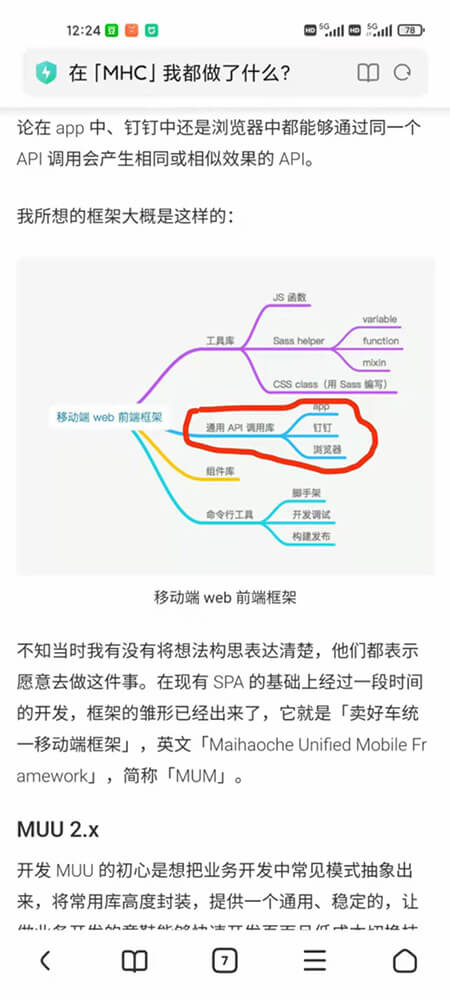 12:24
5G
HD
5G
HD
78
在「MHC」我都做了什么?
论在 app 中、钉钉中还是浏览器中都能够通过同一个
API 调用会产生相同或相似效果的 API。
我所想的框架大概是这样的：
移动端 web 前端框架
工具库
JS 函数
Sass helper
variable
function
mixin
CSS class（用 Sass 编写）
通用 API 调用库
app
钉钉
浏览器
组件库
命令行工具
脚手架
开发调试
构建发布
移动端 web 前端框架
不知当时我有没有将想法构思表达清楚，他们都表示
愿意去做这件事。在现有 SPA 的基础上经过一段时间
的开发，框架的雏形已经出来了，它就是「卖好车统
一移动端框架」，英文「Maihaoche Unified Mobile Fr
amework」，简称「MUM」。
MUU 2.x
开发 MUU 的初心是想把业务开发中常见模式抽象出
来，将常用库高度封装，提供一个通用、稳定的，让
7